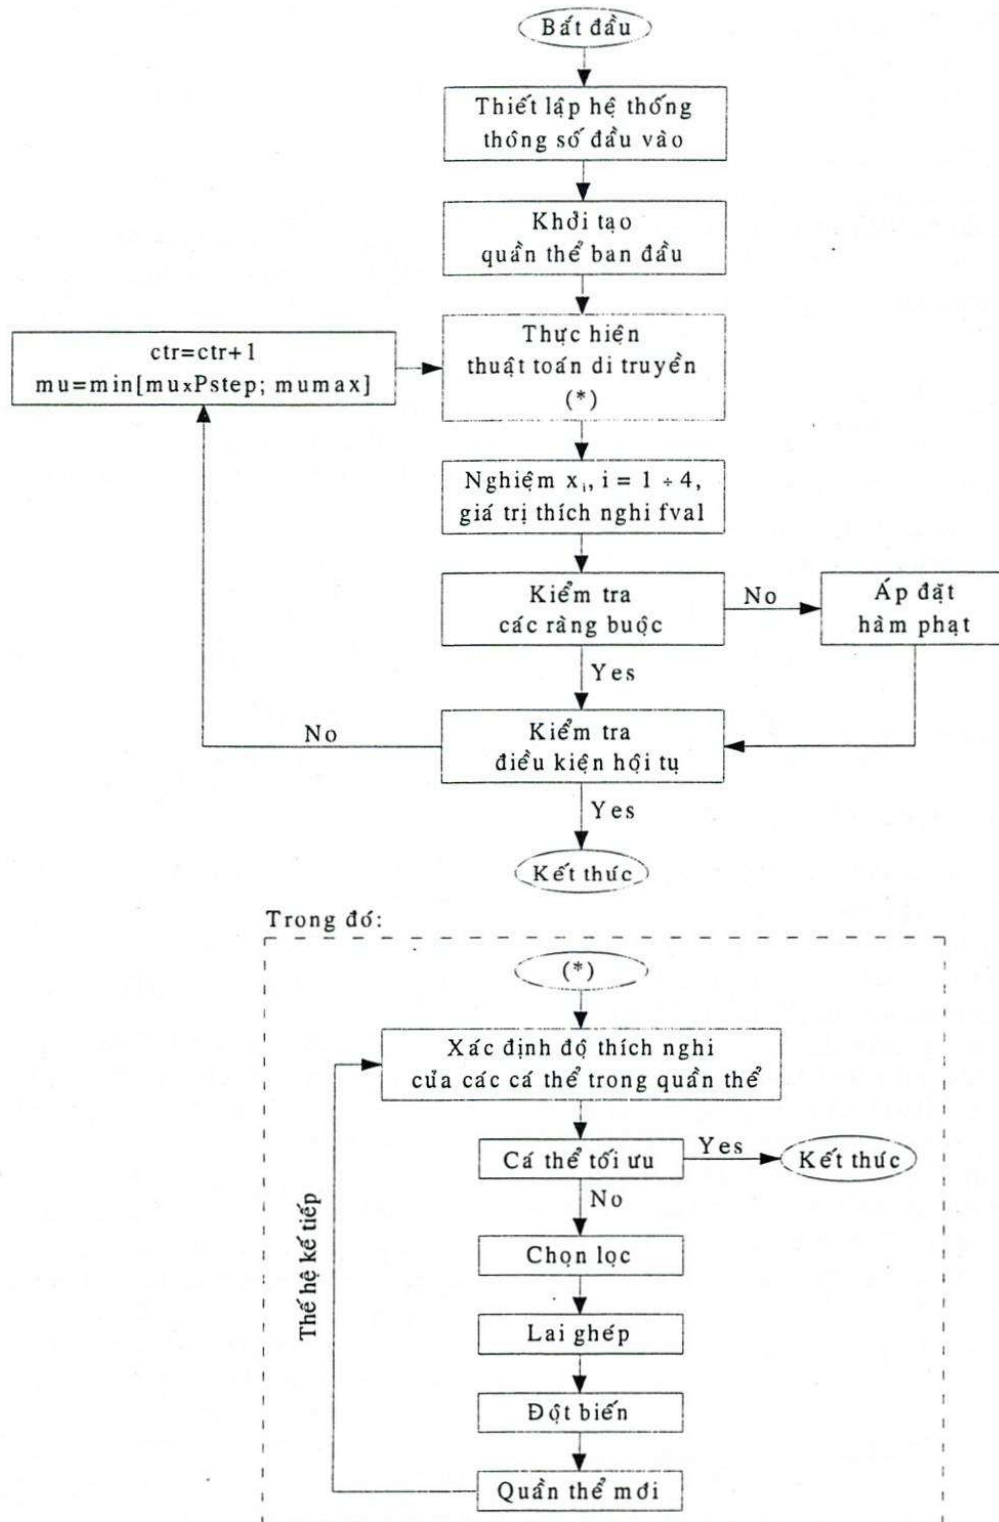 Bắt đầu
Thiết lập hệ thống
thông số đầu vào
Khởi tạo
quần thể ban đầu
Thực hiện
thuật toán di truyền
(*)
ctr=ctr+1
mu=min[muxPstep; mumax]
Nghiệm xᵢ, i = 1 ÷ 4,
giá trị thích nghi fval
Kiểm tra
các ràng buộc
No
Áp đặt
hàm phạt
Yes
Kiểm tra
điều kiện hội tụ
No
Yes
Kết thúc
Trong đó:
(*)
Xác định độ thích nghi
của các cá thể trong quần thể
Cá thể tối ưu
Yes
Kết thúc
No
Chọn lọc
Lai ghép
Đột biến
Quần thể mới
Thế hệ kế tiếp